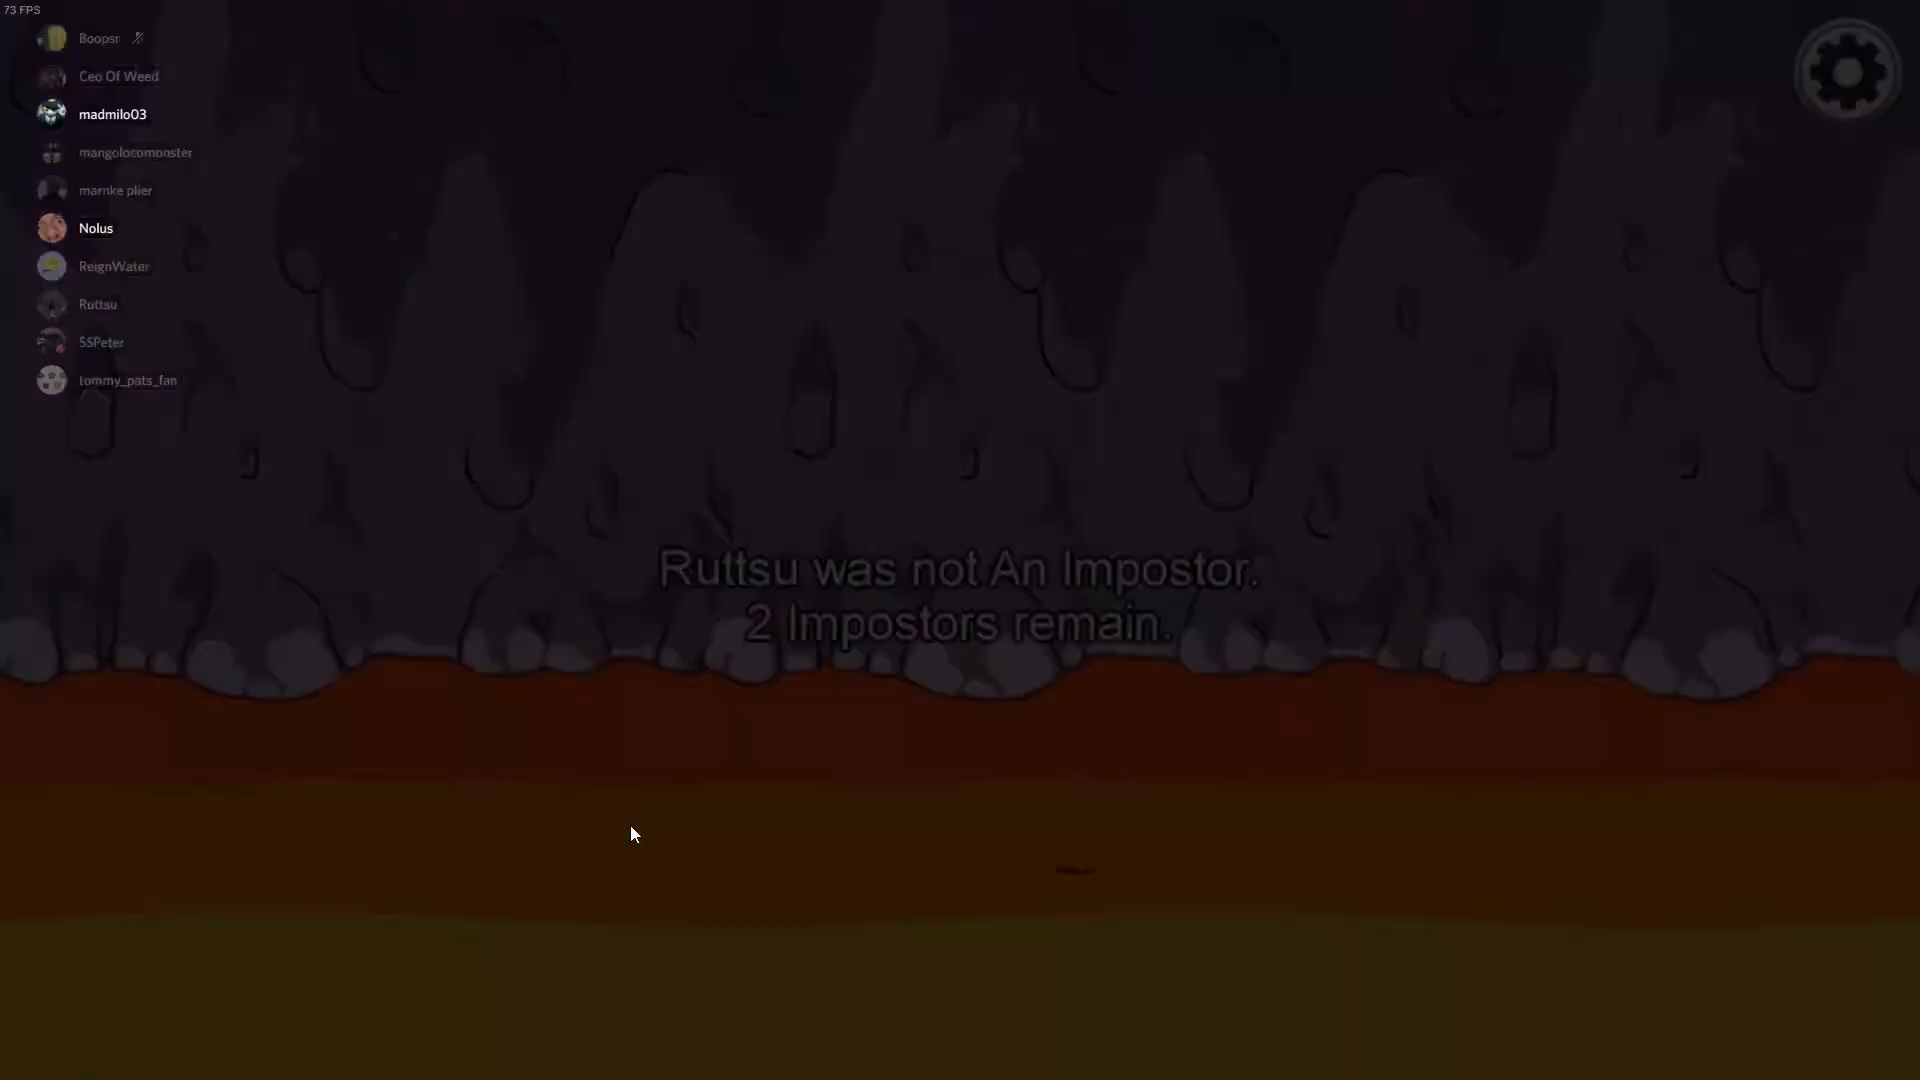 73 FPS
Boopsr
Ceo Of Weed
madmilo03
mangolocomonster
marnke plier
Nolus
ReignWater
Ruttsu
SSPeter
tommy_pats_fan
Ruttsu was not An Impostor.
2 Impostors remain.